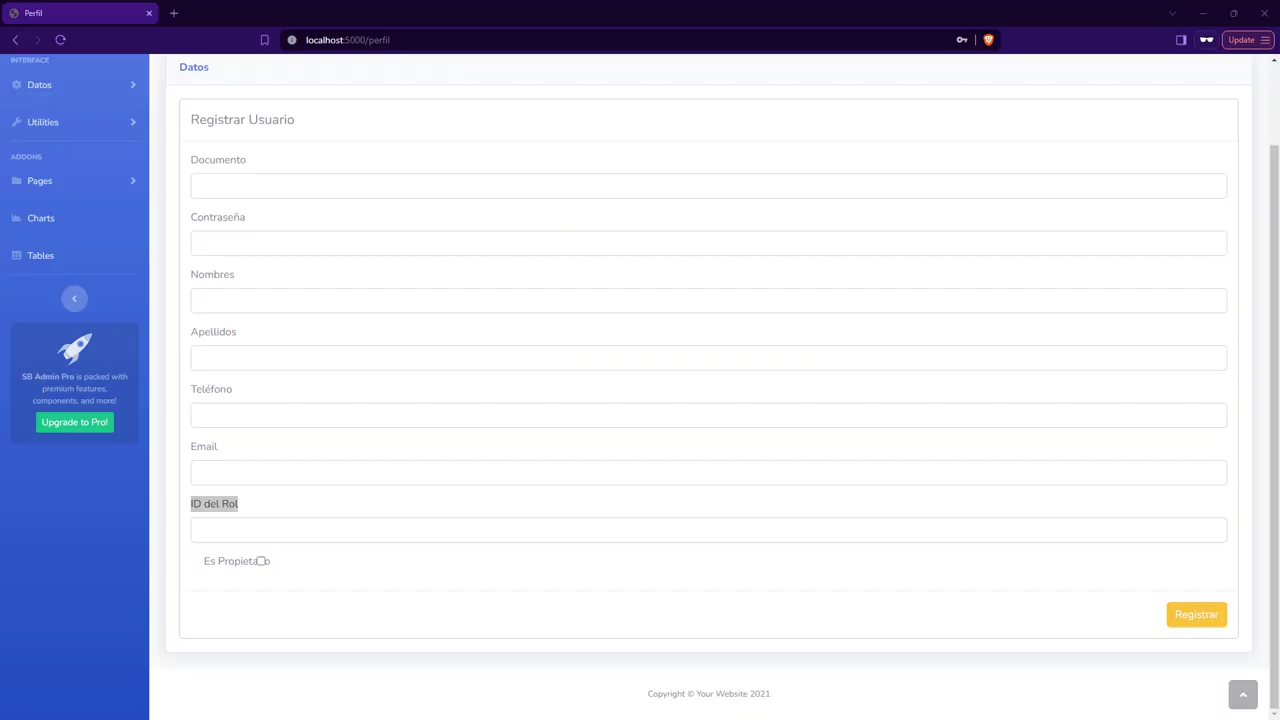 Perfil
localhost:5000/perfil
Update
INTERFACE
Datos
Utilities
ADDONS
Pages
Charts
Tables
SB Admin Pro is packed with
premium features,
components, and more!
Upgrade to Pro!
Datos
Registrar Usuario
Documento
Contraseña
Nombres
Apellidos
Teléfono
Email
ID del Rol
Es Propietario
Registrar
Copyright © Your Website 2021